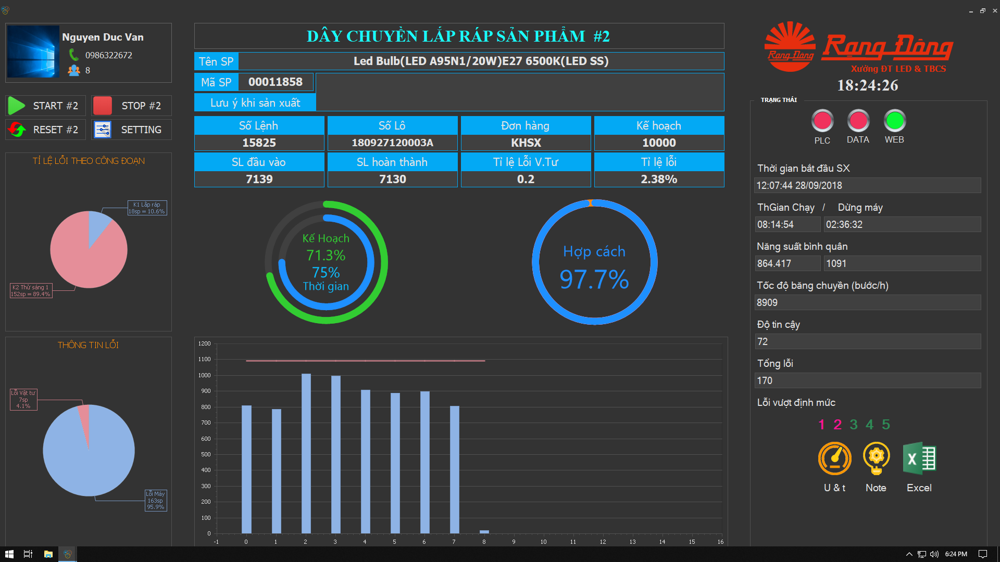 Nguyen Duc Van
0986322672
8
START #2
STOP #2
RESET #2
SETTING
TỈ LỆ LỖI THEO CÔNG ĐOẠN
K1 Lắp ráp
18sp = 10.6%
K2 Thử sáng 1
152sp = 89.4%
THÔNG TIN LỖI
Lỗi Vật tư
7sp
4.1%
Lỗi Máy
163sp
95.9%
DÂY CHUYỀN LẮP RÁP SẢN PHẨM #2
Tên SP
Led Bulb(LED A95N1/20W)E27 6500K(LED SS)
Mã SP
00011858
Lưu ý khi sản xuất
Số Lệnh
Số Lô
Đơn hàng
Kế hoạch
15825
180927120003A
KHSX
10000
SL đầu vào
SL hoàn thành
Tỉ lệ Lỗi V.Tư
Tỉ lệ lỗi
7139
7130
0.2
2.38%
Kế Hoạch
71.3%
75%
Thời gian
Hợp cách
97.7%
1200
1100
1000
900
800
700
600
500
400
300
200
100
0
-1 0 1 2 3 4 5 6 7 8 9 10 11 12 13 14 15 16
Rạng Đông
Rạng Đông
Xưởng ĐT LED & TBCS
18:24:26
TRẠNG THÁI
PLC
DATA
WEB
Thời gian bắt đầu SX
12:07:44 28/09/2018
ThGian Chạy / Dừng máy
08:14:54
02:36:32
Năng suất bình quân
864.417
1091
Tốc độ băng chuyền (bước/h)
8909
Độ tin cậy
72
Tổng lỗi
170
Lỗi vượt định mức
1 2 3 4 5
U & t
Note
X
Excel
6:24 PM